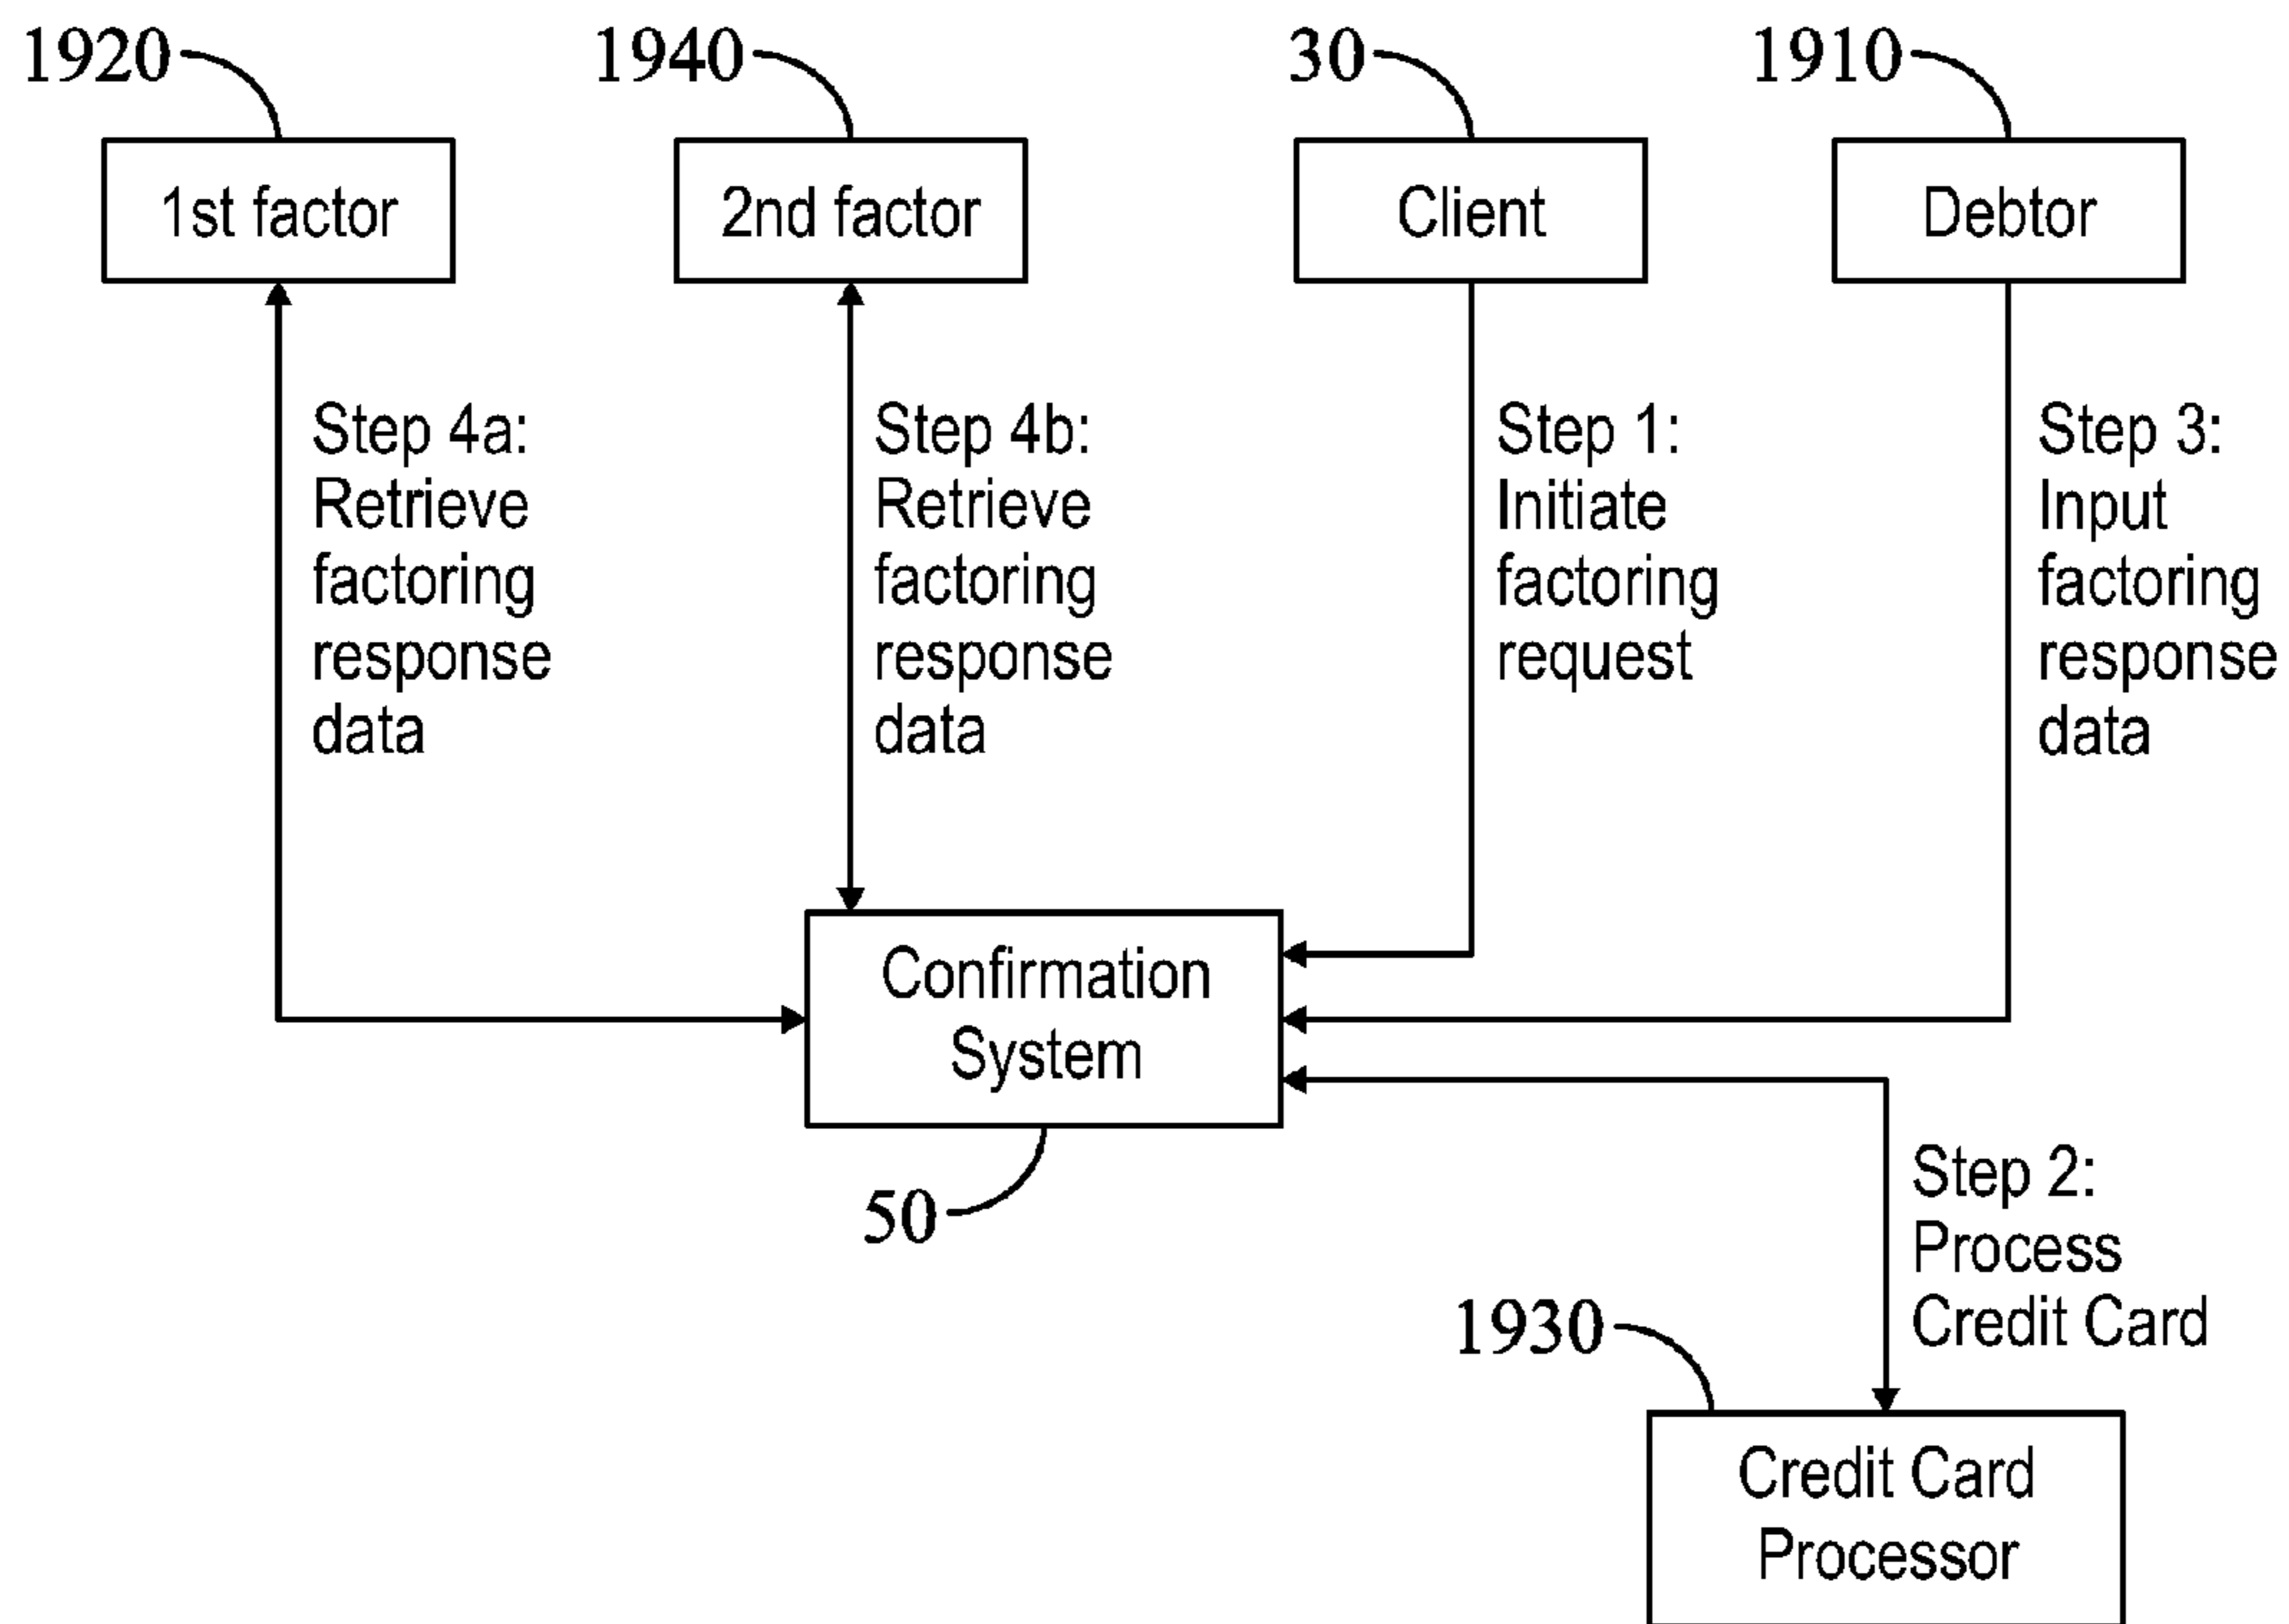 1920
1940
30
1910
1st factor
2nd factor
Client
Debtor
Step 4a:
Retrieve
factoring
response
data
Step 4b:
Retrieve
factoring
response
data
Step 1:
Initiate
factoring
request
Step 3:
Input
factoring
response
data
Confirmation
System
50
Step 2:
Process
Credit Card
1930
Credit Card
Processor